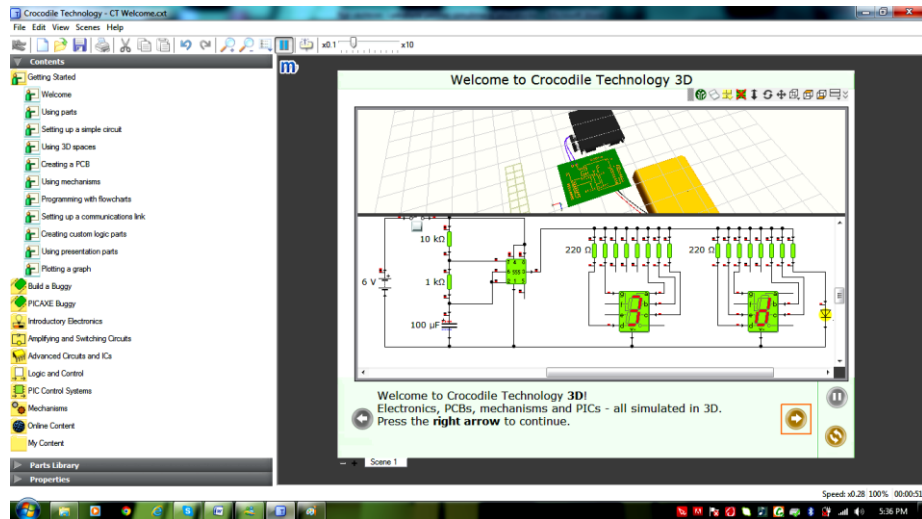 Crocodile Technology - CT Welcome.cxt
File Edit View Scenes Help
x0.1 x10
Contents
Getting Started
Welcome
Using parts
Setting up a simple circuit
Using 3D spaces
Creating a PCB
Using mechanisms
Programming with flowcharts
Setting up a communications link
Creating custom logic parts
Using presentation parts
Plotting a graph
Build a Buggy
PICAXE Buggy
Introductory Electronics
Amplifying and Switching Circuits
Advanced Circuits and ICs
Logic and Control
PIC Control Systems
Mechanisms
Online Content
My Content
Parts Library
Properties
m
Welcome to Crocodile Technology 3D
10 kΩ
6 V
1 kΩ
100 µF
555
220 Ω
220 Ω
Welcome to Crocodile Technology 3D!
Electronics, PCBs, mechanisms and PICs - all simulated in 3D.
Press the right arrow to continue.
Scene 1
Speed: x0.28 100% 00:00:51
5:36 PM